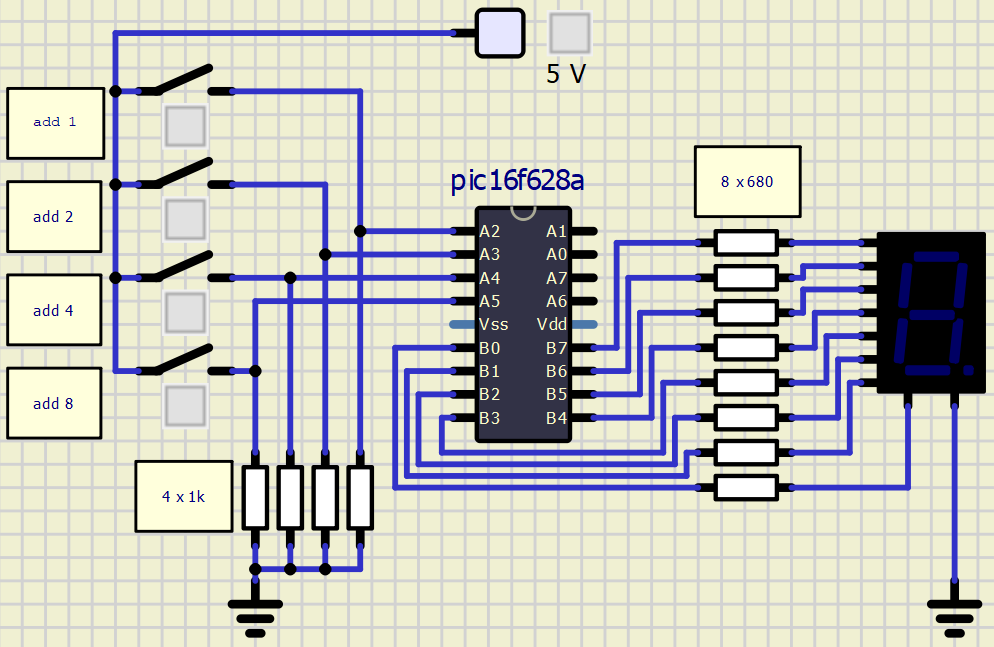 5 V
add 1
add 2
add 4
add 8
4 x 1k
pic16f628a
A2 A1
A3 A0
A4 A7
A5 A6
Vss Vdd
B0 B7
B1 B6
B2 B5
B3 B4
8 x680